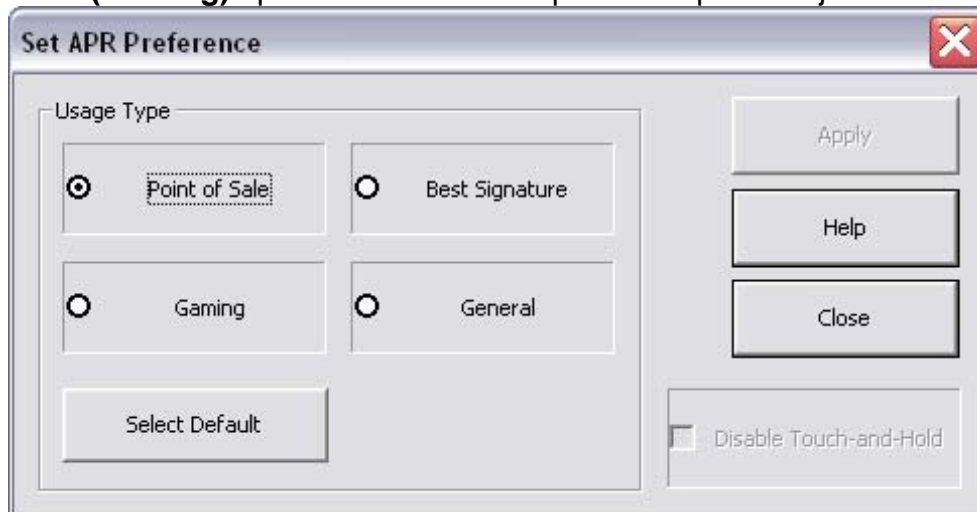 Set APR Preference
Usage Type
Point of Sale
Best Signature
Gaming
General
Select Default
Apply
Help
Close
Disable Touch-and-Hold